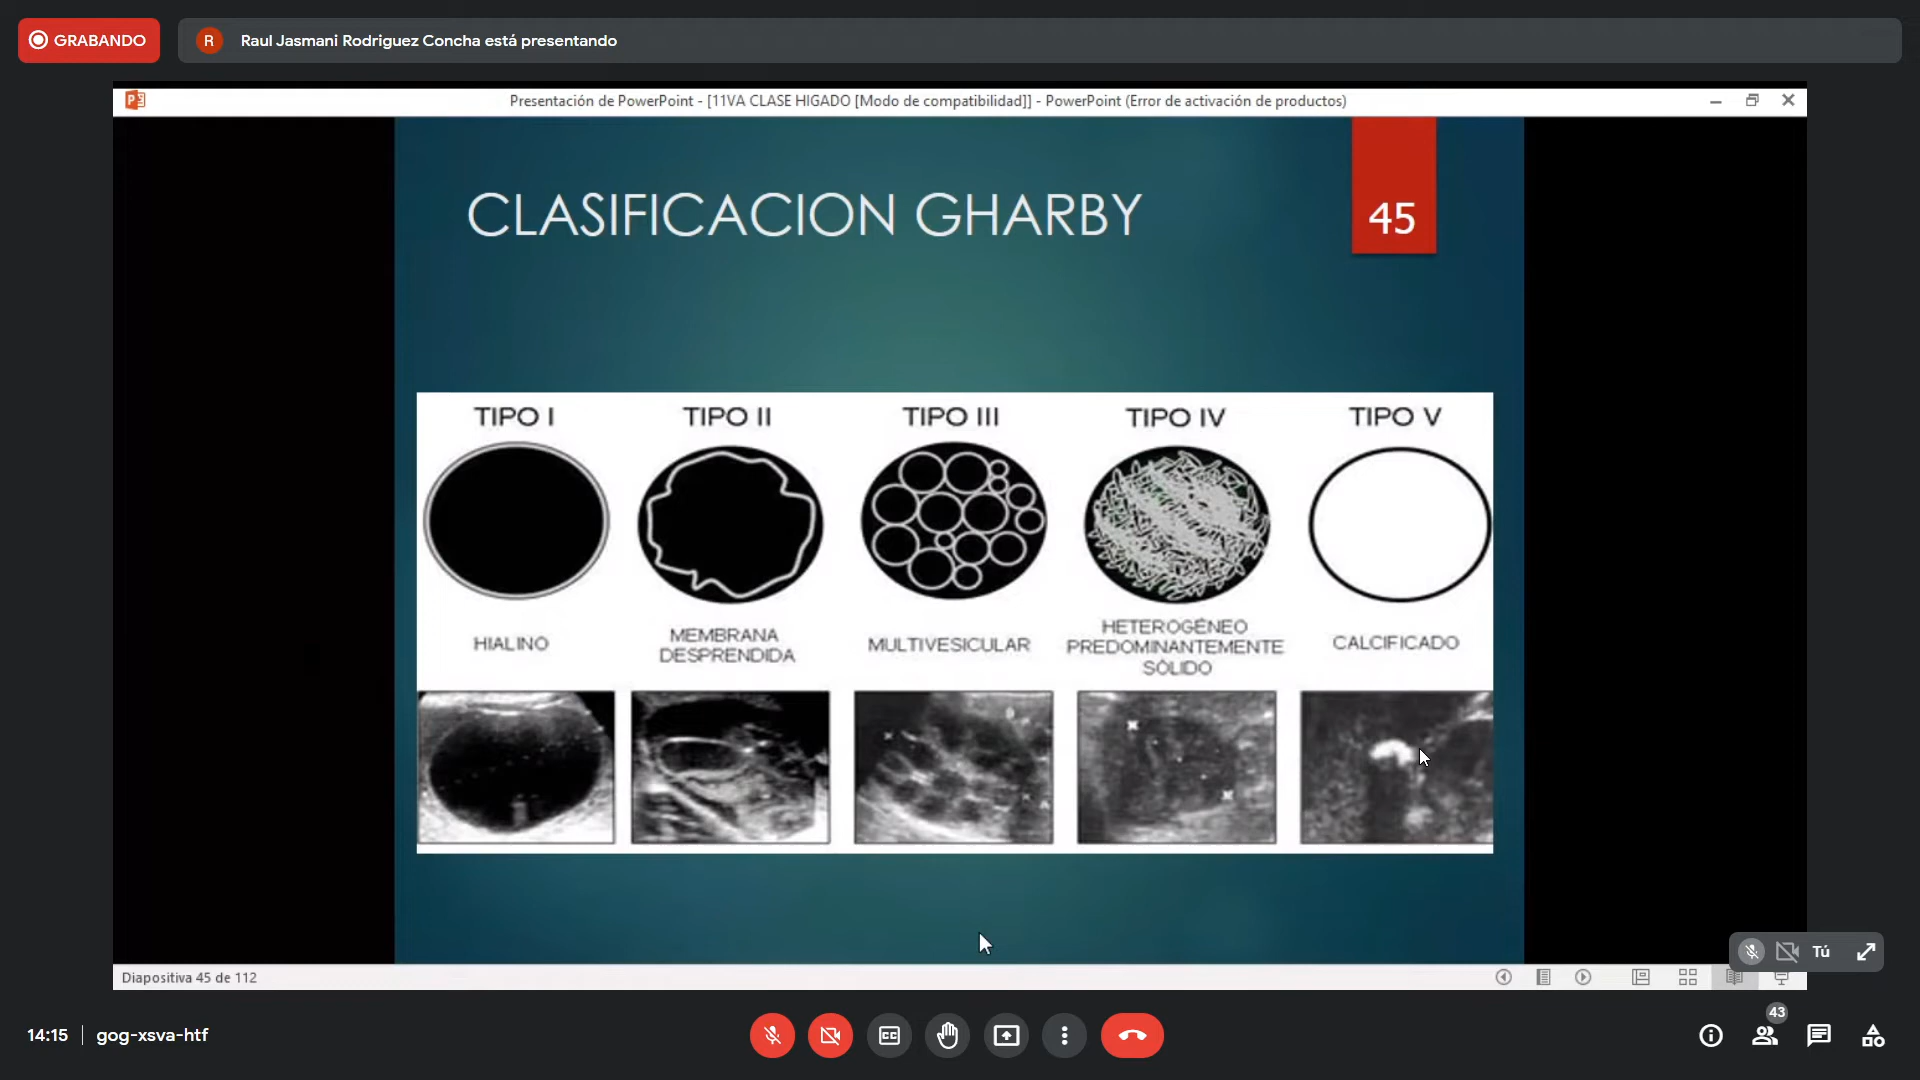 GRABANDO
R
Raul Jasmani Rodriguez Concha está presentando
Presentación de PowerPoint - [11VA CLASE HIGADO [Modo de compatibilidad]] - PowerPoint (Error de activación de productos)
CLASIFICACION GHARBY
45
TIPO I
TIPO II
TIPO III
TIPO IV
TIPO V
HIALINO
MEMBRANA
DESPRENDIDA
MULTIVESICULAR
HETEROGÉNEO
PREDOMINANTEMENTE
SÓLIDO
CALCIFICADO
Tú
Diapositiva 45 de 112
14:15
gog-xsva-htf
CC
43